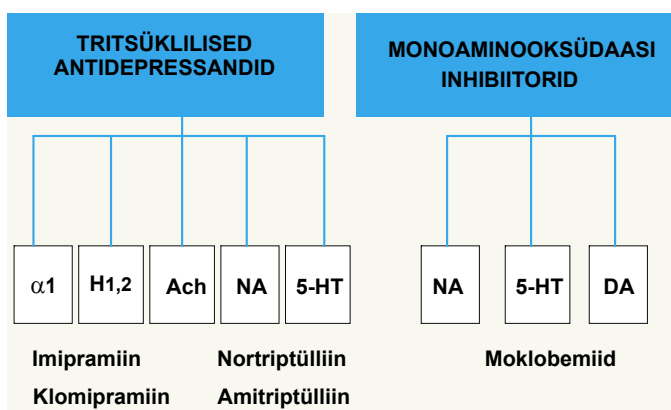 TRITSÜKLILISED
ANTIDEPRESSANDID
MONOAMINOOKSÜDAASI
INHIBIITORID
α1
H1,2
Ach
NA
5-HT
NA
5-HT
DA
Imipramiin
Klomipramiin
Nortriptülliin
Amitriptülliin
Moklobemiid